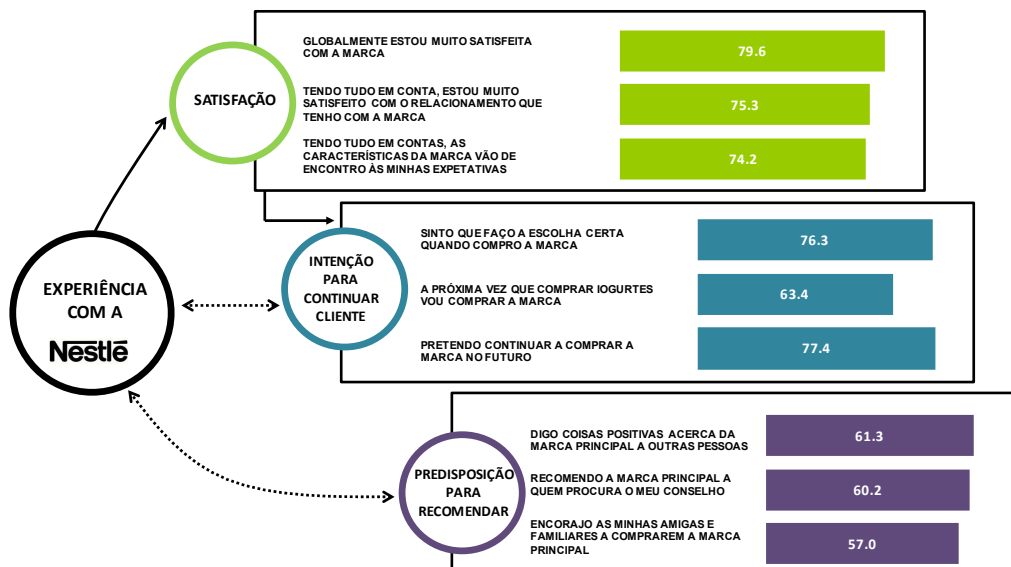 GLOBALMENTE ESTOU MUITO SATISFEITA
COM A MARCA
79.6
SATISFAÇÃO
TENDO TUDO EM CONTA, ESTOU MUITO
SATISFEITO COM O RELACIONAMENTO QUE
TENHO COM A MARCA
75.3
TENDO TUDO EM CONTAS, AS
CARACTERÍSTICAS DA MARCA VÃO DE
ENCONTRO ÀS MINHAS EXPETATIVAS
74.2
EXPERIÊNCIA
COM A
Nestlé
INTENÇÃO
PARA
CONTINUAR
CLIENTE
SINTO QUE FAÇO A ESCOLHA CERTA
QUANDO COMPRO A MARCA
76.3
A PRÓXIMA VEZ QUE COMPRAR IOGURTES
VOU COMPRAR A MARCA
63.4
PRETENDO CONTINUAR A COMPRAR A
MARCA NO FUTURO
77.4
PREDISPOSIÇÃO
PARA
RECOMENDAR
DIGO COISAS POSITIVAS ACERCA DA
MARCA PRINCIPAL A OUTRAS PESSOAS
61.3
RECOMENDO A MARCA PRINCIPAL A
QUEM PROCURA O MEU CONSELHO
60.2
ENCORAJO AS MINHAS AMIGAS E
FAMILIARES A COMPRAREM A MARCA
PRINCIPAL
57.0